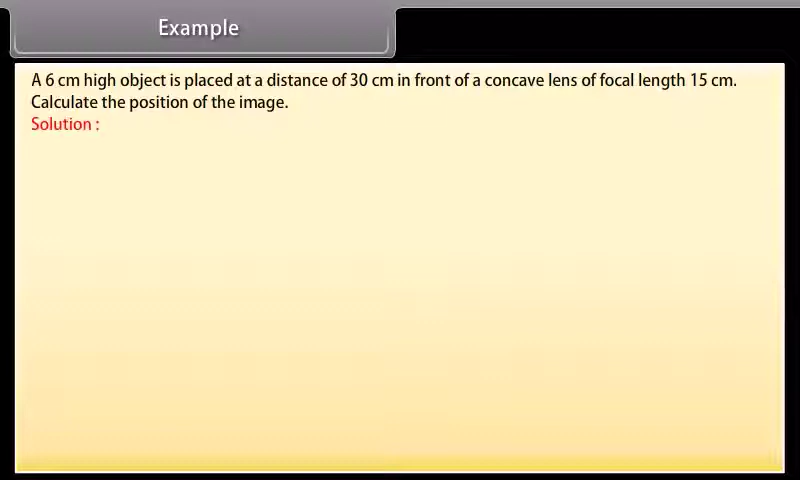 Example
A 6 cm high object is placed at a distance of 30 cm in front of a concave lens of focal length 15 cm.
Calculate the position of the image.
Solution :